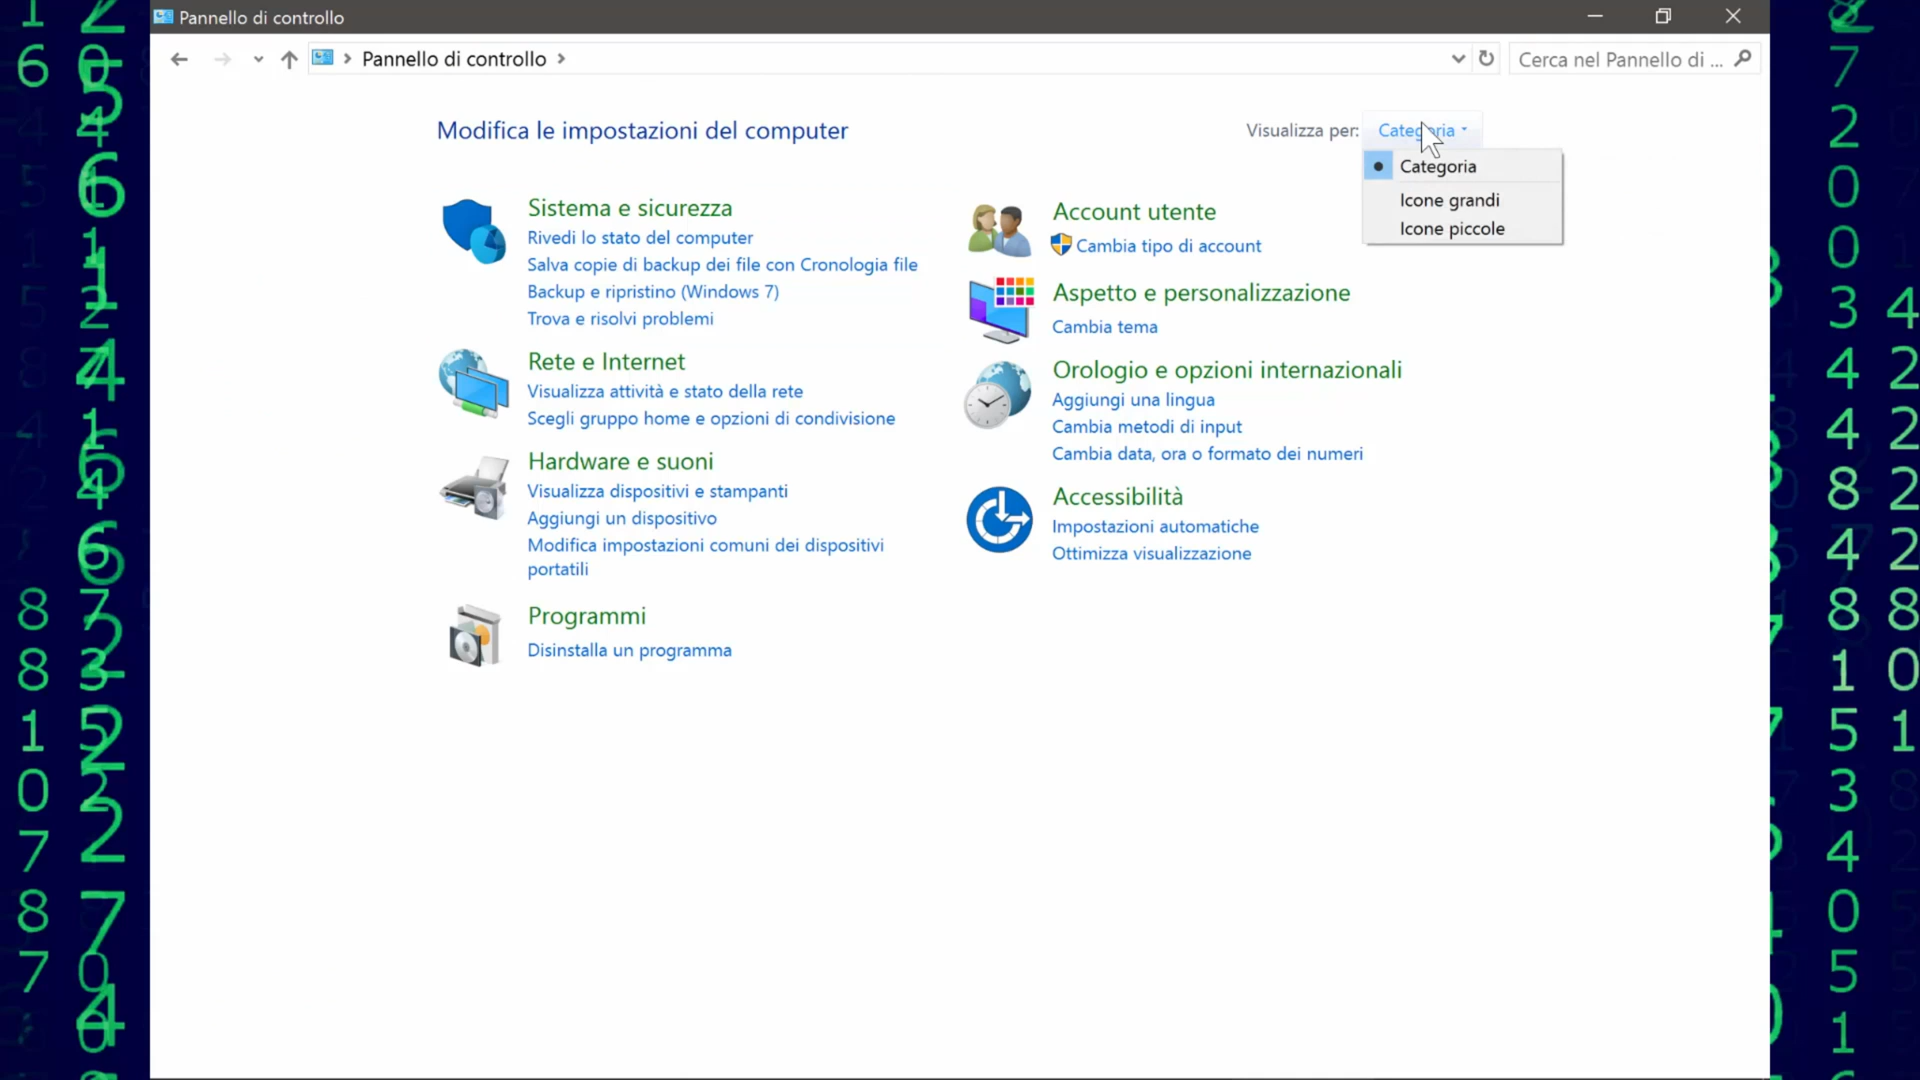 Pannello di controllo
Pannello di controllo
Cerca nel Pannello di ...
Modifica le impostazioni del computer
Visualizza per: Categoria
Categoria
Icone grandi
Icone piccole
Sistema e sicurezza
Rivedi lo stato del computer
Salva copie di backup dei file con Cronologia file
Backup e ripristino (Windows 7)
Trova e risolvi problemi
Rete e Internet
Visualizza attività e stato della rete
Scegli gruppo home e opzioni di condivisione
Hardware e suoni
Visualizza dispositivi e stampanti
Aggiungi un dispositivo
Modifica impostazioni comuni dei dispositivi
portatili
Programmi
Disinstalla un programma
Account utente
Cambia tipo di account
Aspetto e personalizzazione
Cambia tema
Orologio e opzioni internazionali
Aggiungi una lingua
Cambia metodi di input
Cambia data, ora o formato dei numeri
Accessibilità
Impostazioni automatiche
Ottimizza visualizzazione